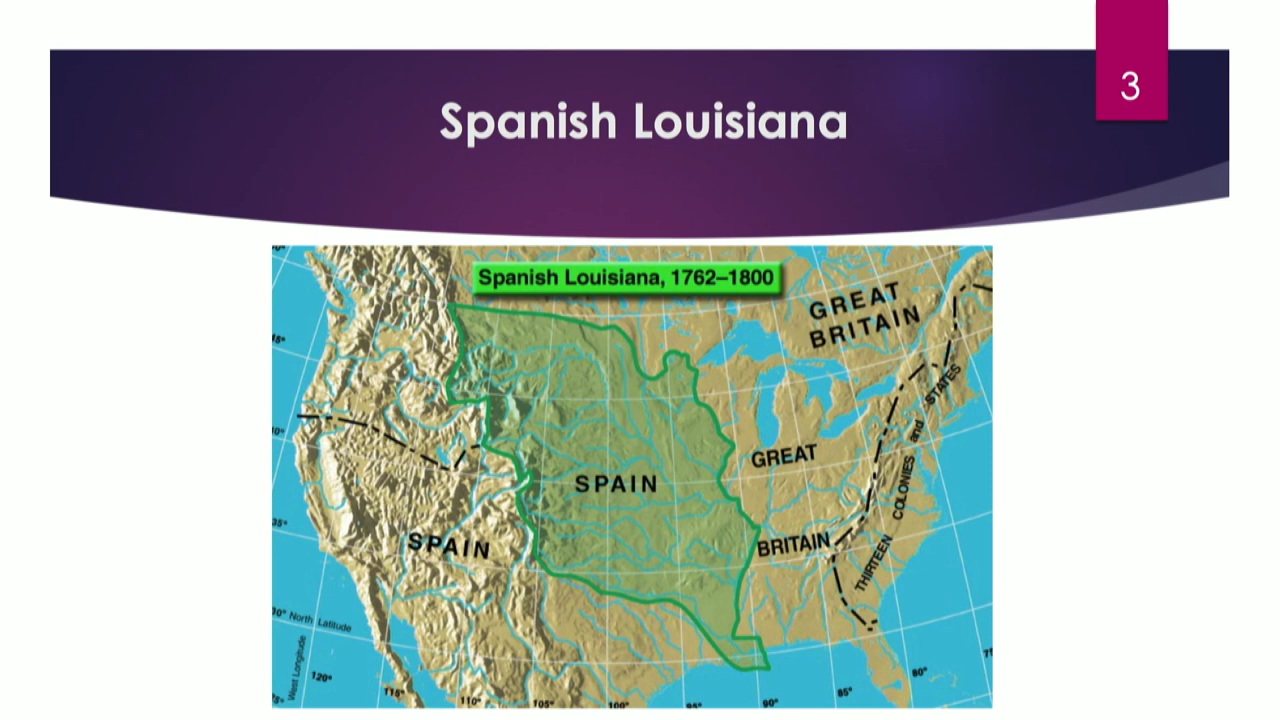 3
Spanish Louisiana
Spanish Louisiana, 1762–1800
GREAT
BRITAIN
THIRTEEN COLONIES and STATES
GREAT
SPAIN
BRITAIN
SPAIN
35°
North Latitude
West Longitude
120°
115°
110°
105°
100°
95°
90°
85°
80°